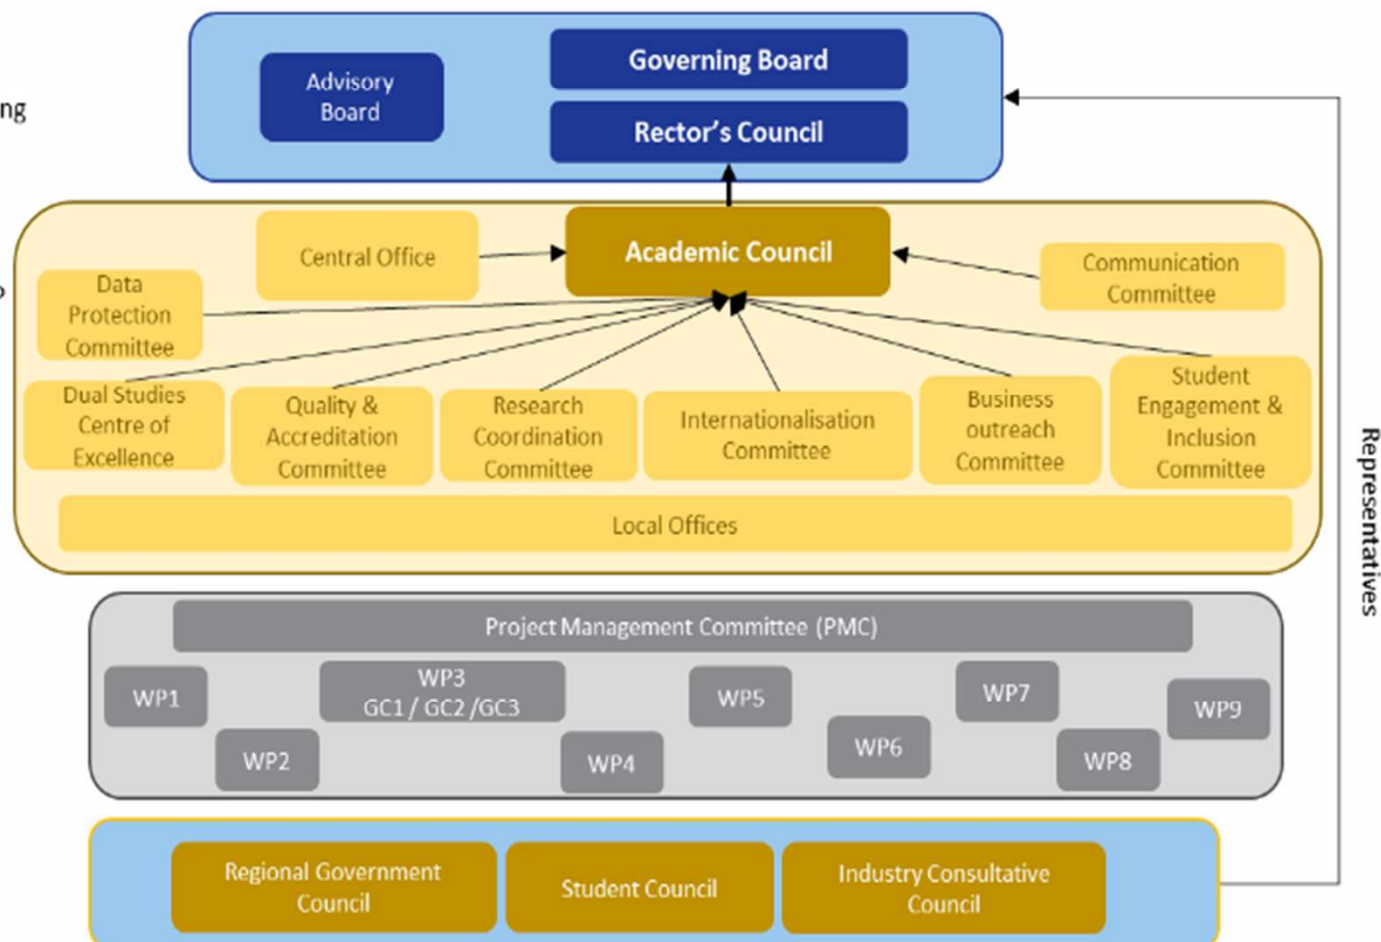 ng
Advisory
Board
Governing Board
Rector's Council
Central Office
Academic Council
Communication
Committee
Data
Protection
Committee
Dual Studies
Centre of
Excellence
Quality &
Accreditation
Committee
Research
Coordination
Committee
Internationalisation
Committee
Business
outreach
Committee
Student
Engagement &
Inclusion
Committee
Local Offices
Representatives
Project Management Committee (PMC)
WP1
WP2
WP3
GC1 / GC2 /GC3
WP4
WP5
WP6
WP7
WP8
WP9
Regional Government
Council
Student Council
Industry Consultative
Council